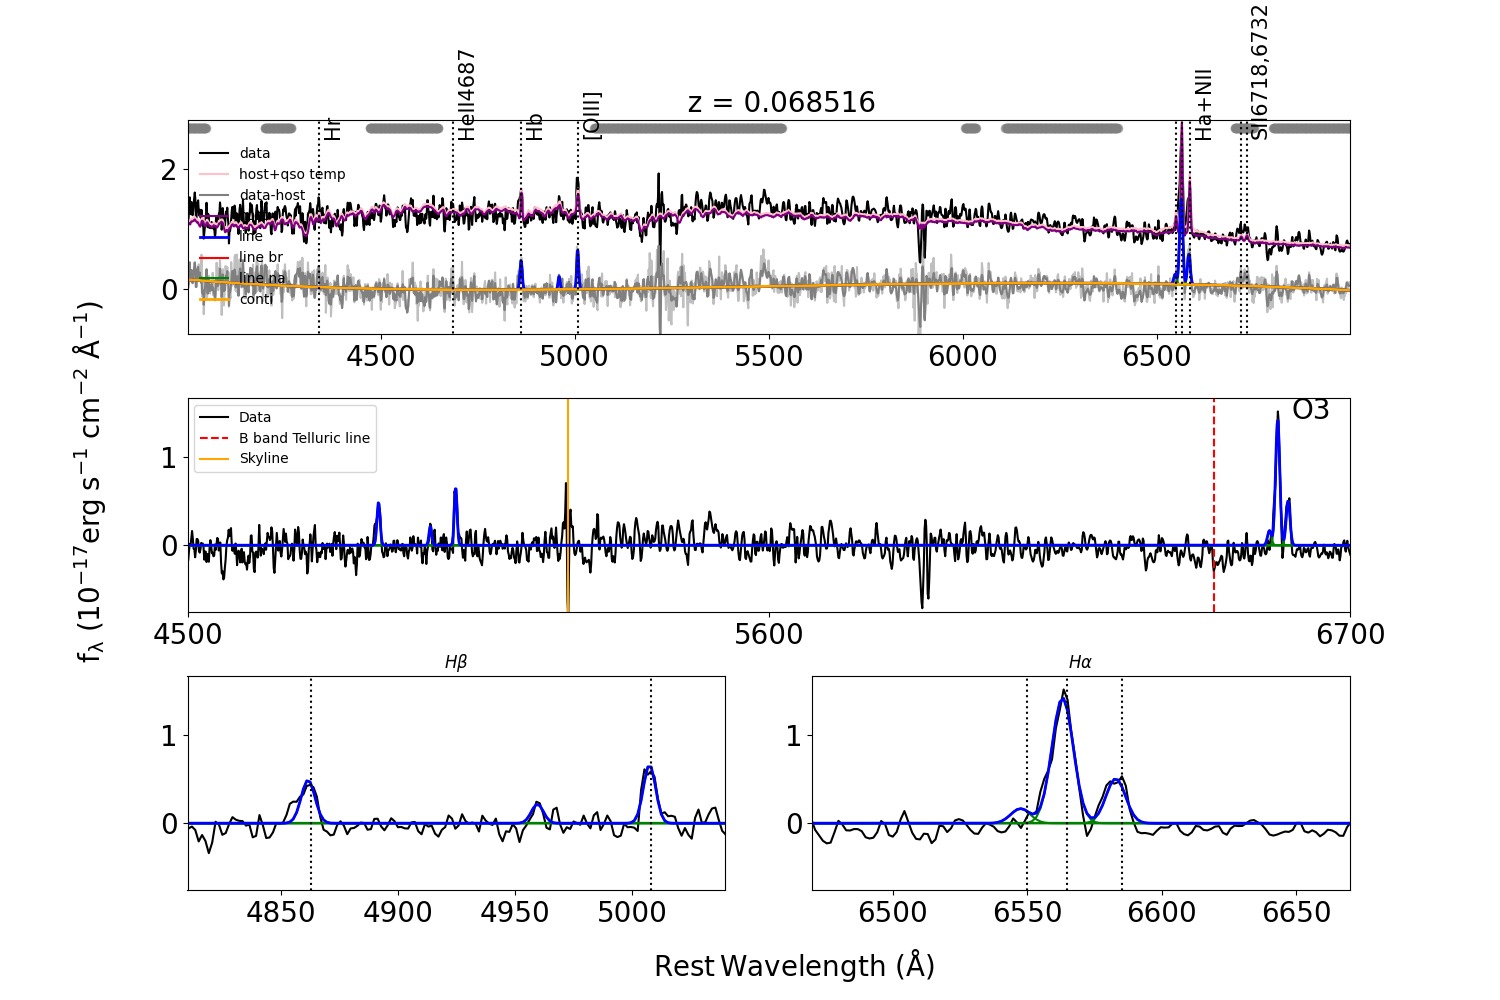 z = 0.068516
Hr
HeII4687
Hb
[OIII]
Ha+NII
SII6718,6732
data
host+qso temp
data-host
line
line br
line na
conti
2
0
4500 5000 5500 6000 6500
Data
B band Telluric line
Skyline
O3
1
0
4500 5600 6700
fλ (10⁻¹⁷erg s⁻¹ cm⁻² Å⁻¹)
Hβ
1
0
4850 4900 4950 5000
Hα
1
0
6500 6550 6600 6650
Rest Wavelength (Å)